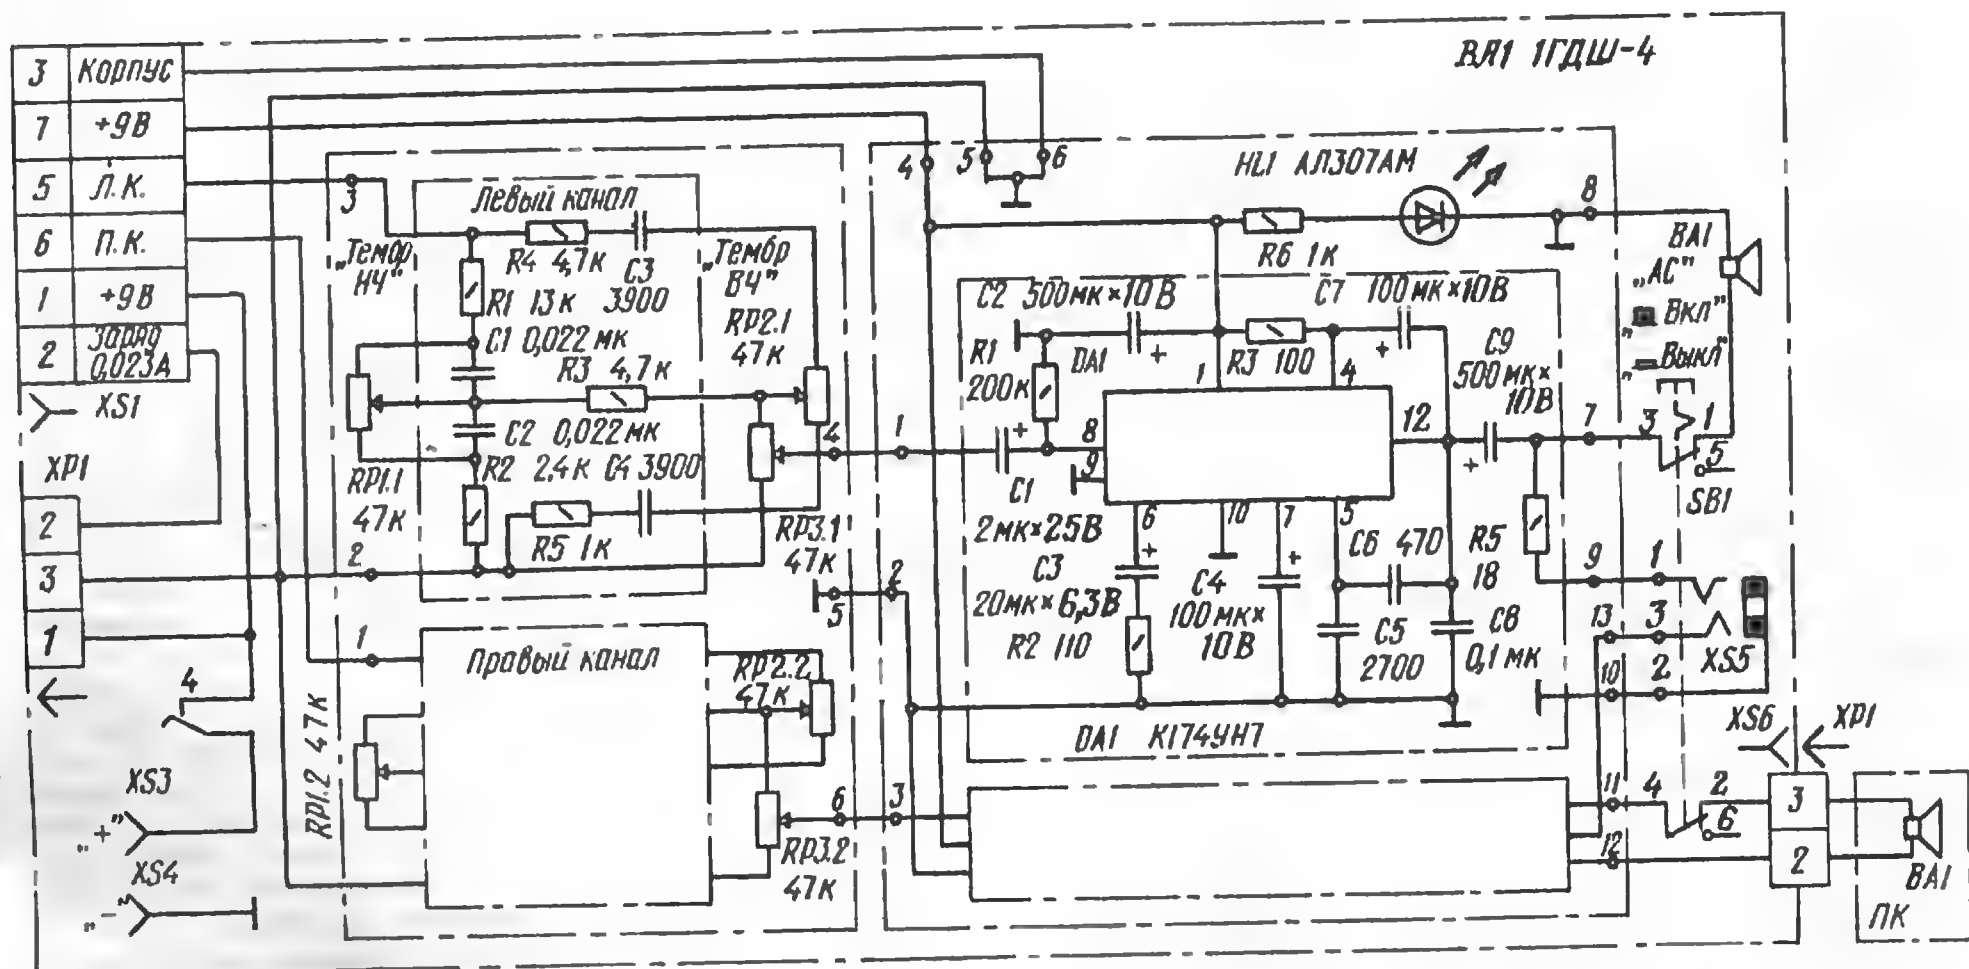 ВА1 1ГДШ-4
3 Корпус
7 +9В
5 Л.К.
6 П.К.
1 +9В
2 Заряд 0,023А
XS1
XP1
2
3
1
4
XS3
„+"
XS4
„–"
3
Левый канал
„Тембр НЧ"
R4 4,7к
C3 3900
„Тембр ВЧ"
R1 13к
RP2.1 47к
C1 0,022мк
R3 4,7к
C2 0,022мк
RP1.1 47к
R2 2,4к
C4 3900
4
R5 1к
RP3.1 47к
2
5
1
Правый канал
RP2.2 47к
RP1.2 47к
6
RP3.2 47к
4
5
6
HL1 АЛ307АМ
8
R6 1к
ВА1
„АС"
„ Вкл"
„ Выкл"
C2 500мк×10В
C7 100мк×10В
R1 200к
DA1
+
1
R3 100
4
+
C9 500мк× 10В
1
+
8
9
12
+
7
3
1
5
SB1
C1 2мк×25В
6
10
7
5
+
+
C3 20мк×6,3В
C4 100мк× 10В
C6 470
R5 18
R2 110
C5 2700
C8 0,1мк
2
9
1
13
3
10
2
XS5
DA1 К174УН7
XS6
XP1
3
11
4
2
6
12
3
2
ВА1
ПК